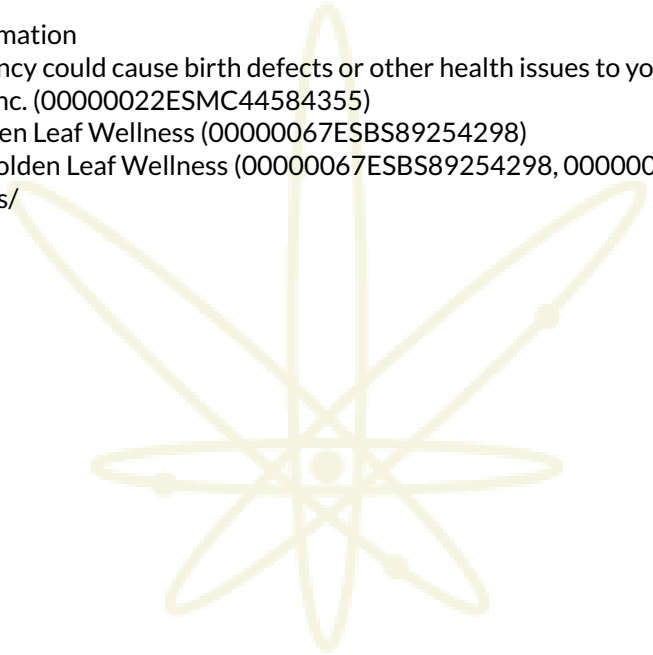 mation
ncy could cause birth defects or other health issues to yo
nc. (00000022ESMC44584355)
en Leaf Wellness (00000067ESBS89254298)
olden Leaf Wellness (00000067ESBS89254298, 000000
s/